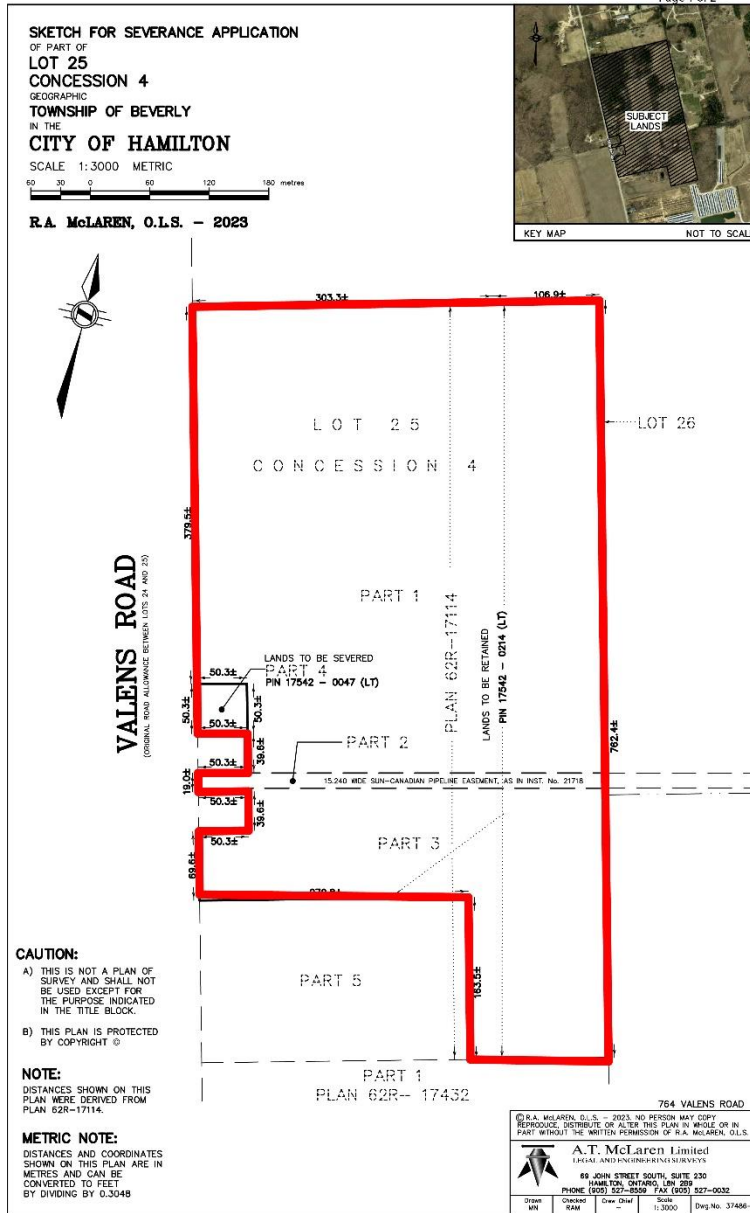 SKETCH FOR SEVERANCE APPLICATION
OF PART OF
LOT 25
CONCESSION 4
GEOGRAPHIC
TOWNSHIP OF BEVERLY
IN THE
CITY OF HAMILTON
SCALE 1:3000 METRIC
60 30 0 60 120 180 metres
R.A. McLAREN, O.L.S. - 2023
SUBJECT
LANDS
KEY MAP NOT TO SCAL
303.3± 106.9±
LOT 25
CONCESSION 4
LOT 26
379.5±
VALENS ROAD
(ORIGINAL ROAD ALLOWANCE BETWEEN LOTS 24 AND 25)
PART 1
PLAN 62R-17114
LANDS TO BE RETAINED
PIN 17542 - 0214 (LT)
762.4±
LANDS TO BE SEVERED
PART 4
PIN 17542 - 0047 (LT)
50.3±
50.3±
50.3±
50.3±
39.6±
50.3±
PART 2
15.240 WIDE SUN-CANADIAN PIPELINE EASEMENT, AS IN INST. No. 21718
19.0±
50.3±
39.6±
50.3±
PART 3
69.6±
163.5±
PART 5
PART 1
PLAN 62R-- 17432
CAUTION:
A) THIS IS NOT A PLAN OF
SURVEY AND SHALL NOT
BE USED EXCEPT FOR
THE PURPOSE INDICATED
IN THE TITLE BLOCK.
B) THIS PLAN IS PROTECTED
BY COPYRIGHT ©
NOTE:
DISTANCES SHOWN ON THIS
PLAN WERE DERIVED FROM
PLAN 62R-17114.
METRIC NOTE:
DISTANCES AND COORDINATES
SHOWN ON THIS PLAN ARE IN
METRES AND CAN BE
CONVERTED TO FEET
BY DIVIDING BY 0.3048
764 VALENS ROAD
© R.A. McLAREN, O.L.S. - 2023. NO PERSON MAY COPY
REPRODUCE, DISTRIBUTE OR ALTER THIS PLAN IN WHOLE OR IN
PART WITHOUT THE WRITTEN PERMISSION OF R.A. McLAREN, O.L.S.
A.T. McLaren Limited
LEGAL AND ENGINEERING SURVEYS
69 JOHN STREET SOUTH, SUITE 230
HAMILTON, ONTARIO, L8N 2B9
PHONE (905) 527-8559 FAX (905) 527-0032
Drawn Checked Crew Chief Scale Dwg.No. 37486-
MN RAM - 1:3000